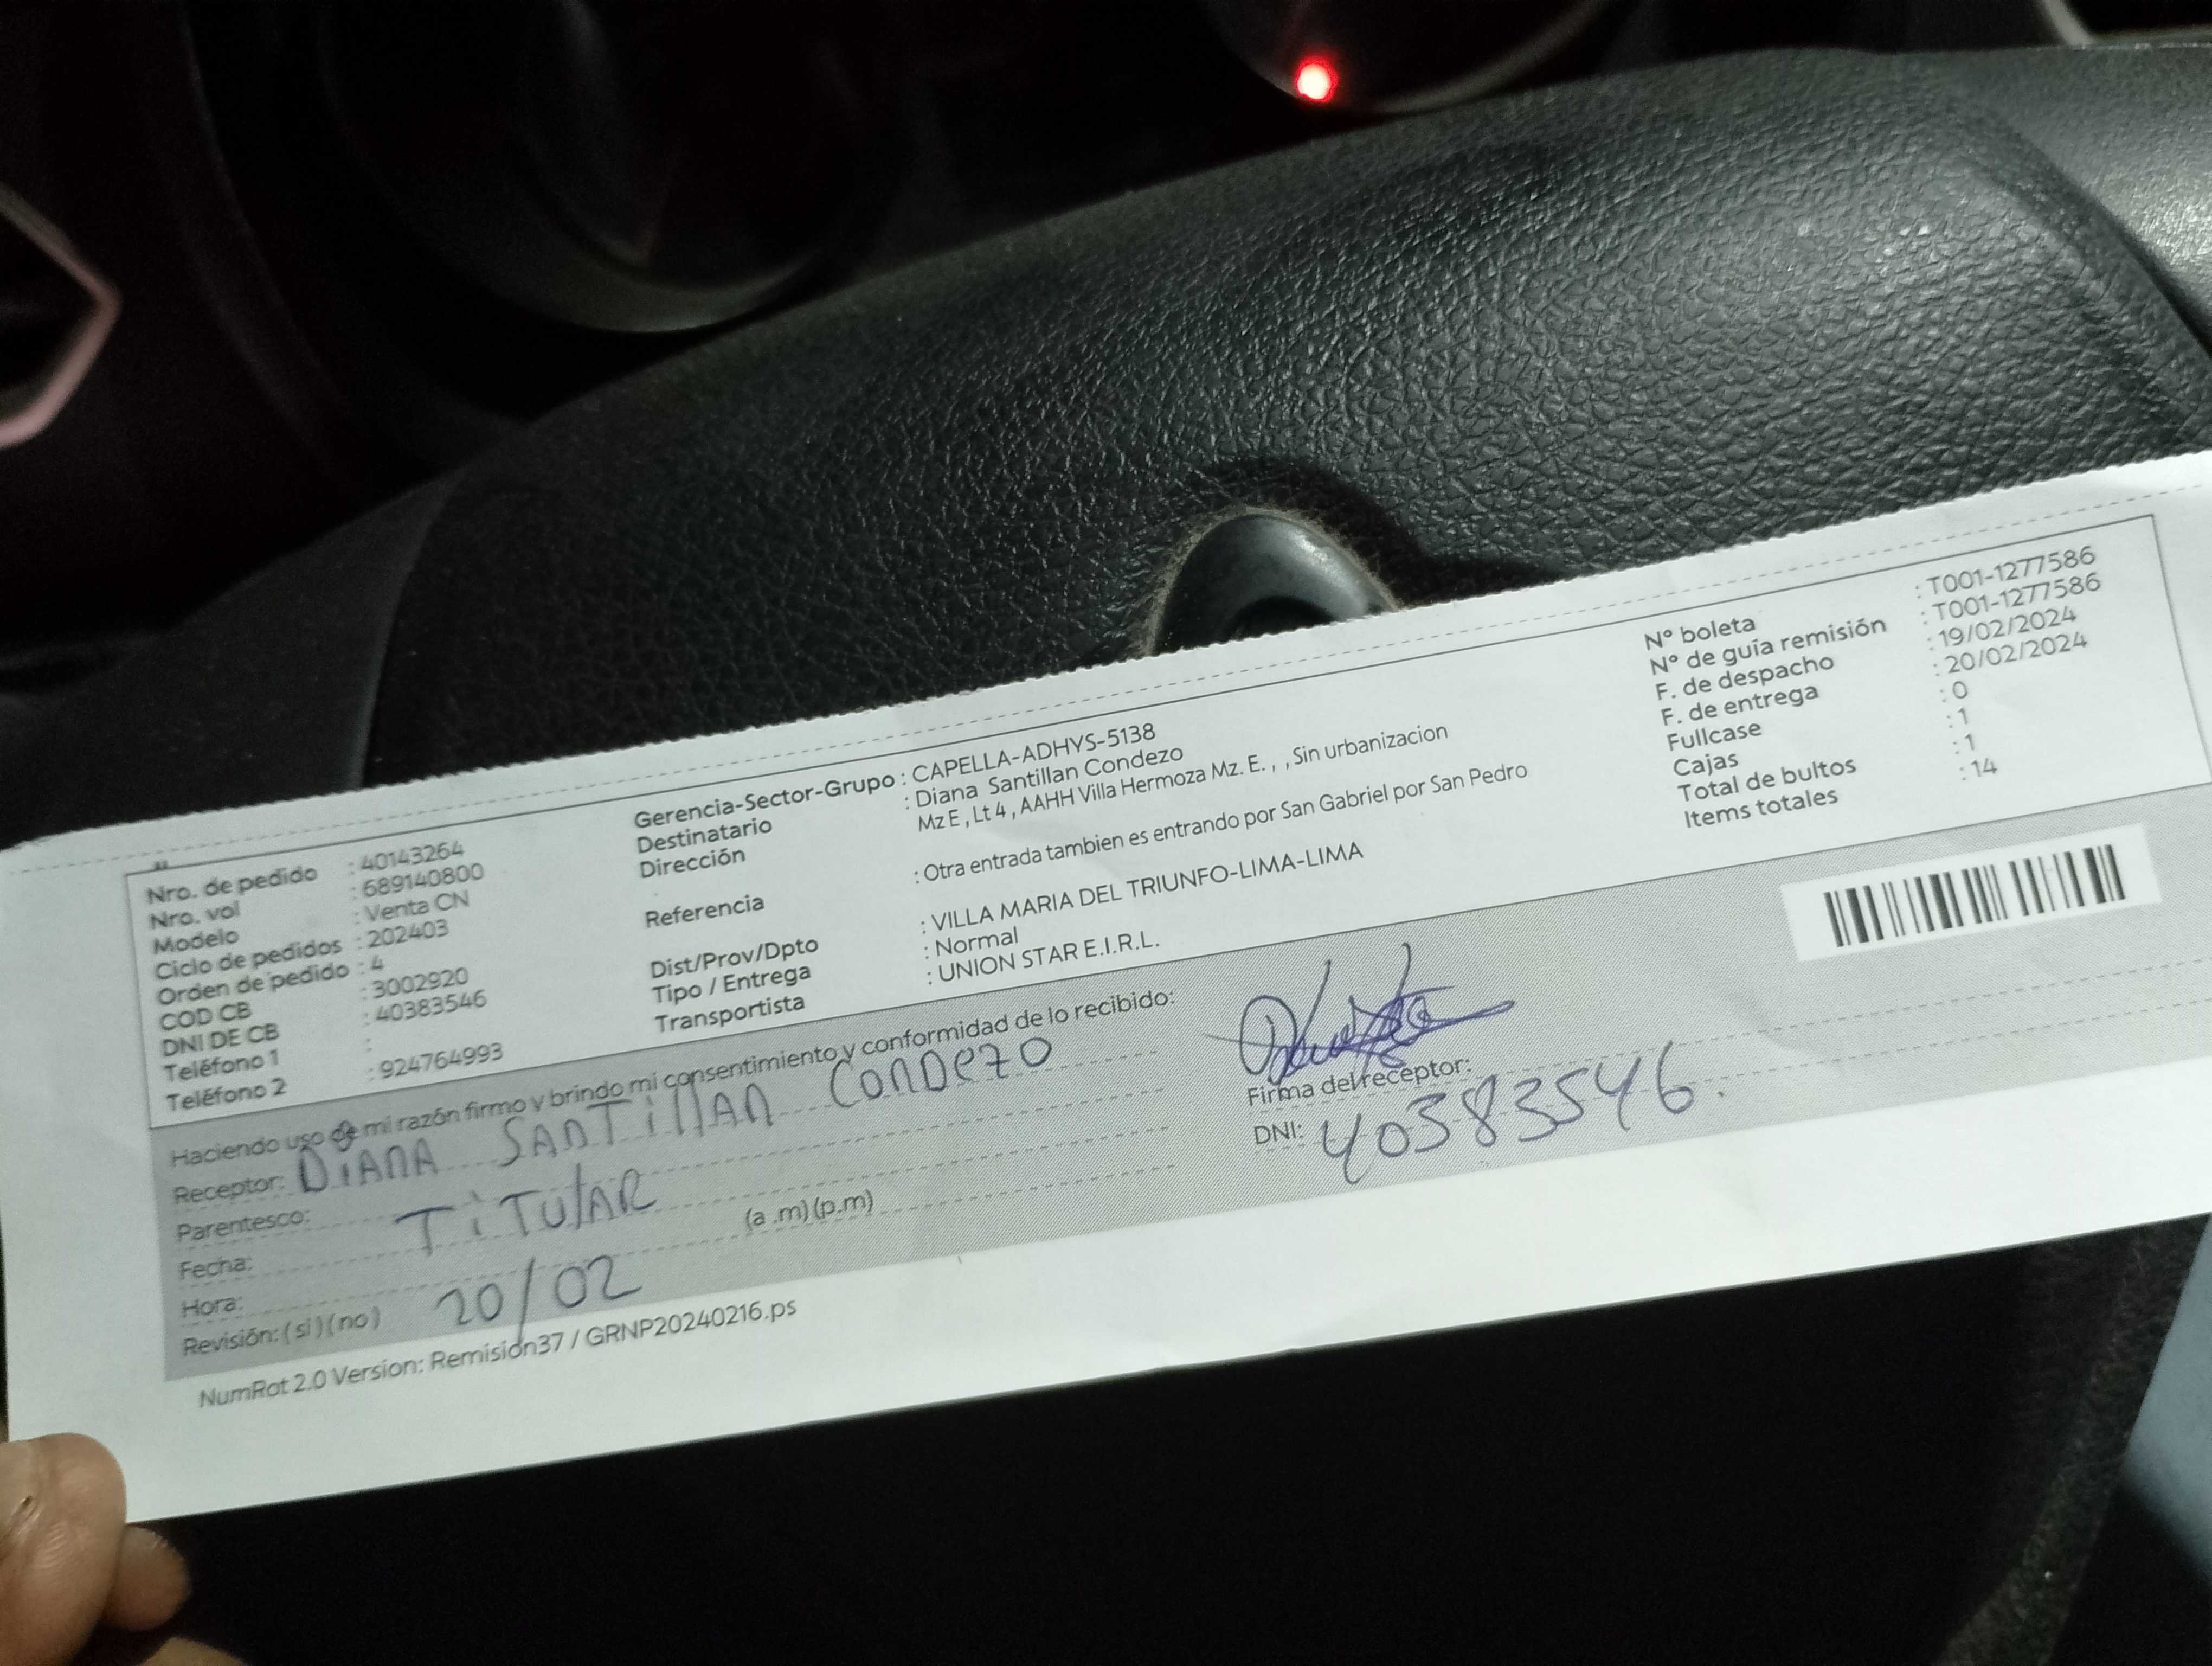 Nro. de pedido : 40143264
Nro. vol : 689140800
Modelo : Venta CN
Ciclo de pedidos : 202403
Orden de pedido : 4
COD CB : 3002920
DNI DE CB : 40383546
Teléfono 1 :
Teléfono 2 : 924764993
Gerencia-Sector-Grupo : CAPELLA-ADHYS-5138
Destinatario : Diana Santillan Condezo
Dirección MzE , Lt 4 , AAHH Villa Hermoza Mz. E. , , Sin urbanizacion
Referencia : Otra entrada tambien es entrando por San Gabriel por San Pedro
Dist/Prov/Dpto : VILLA MARIA DEL TRIUNFO-LIMA-LIMA
Tipo / Entrega : Normal
Transportista : UNION STAR E.I.R.L.
N° boleta : T001-1277586
N° de guía remisión : T001-1277586
F. de despacho : 19/02/2024
F. de entrega : 20/02/2024
Fullcase : 0
Cajas : 1
Total de bultos : 1
Items totales : 14
Haciendo uso de mi razón firmo y brindo mi consentimiento y conformidad de lo recibido:
Receptor: DiANA SANTillAN CONDEZO
Parentesco: TiTUlAR
Fecha: 20/02
Hora: (a .m) (p.m)
Revisión: ( si ) ( no )
Firma del receptor:
DNI: 40383546.
NumRot 2.0 Version: Remisión37 / GRNP20240216.ps